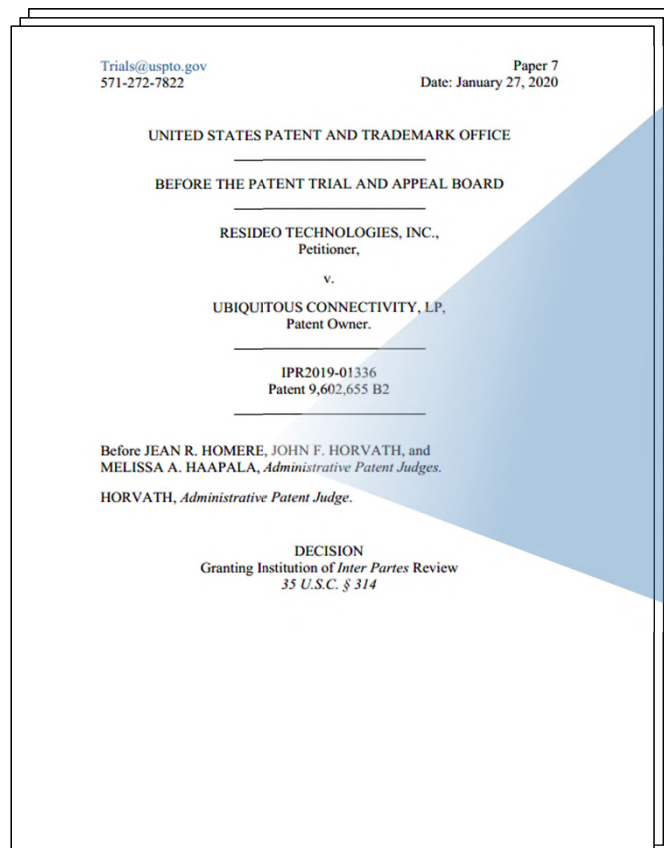 Trials@uspto.gov Paper 7
571-272-7822 Date: January 27, 2020
UNITED STATES PATENT AND TRADEMARK OFFICE
BEFORE THE PATENT TRIAL AND APPEAL BOARD
RESIDEO TECHNOLOGIES, INC.,
Petitioner,
v.
UBIQUITOUS CONNECTIVITY, LP,
Patent Owner.
IPR2019-01336
Patent 9,602,655 B2
Before JEAN R. HOMERE, JOHN F. HORVATH, and
MELISSA A. HAAPALA, Administrative Patent Judges.
HORVATH, Administrative Patent Judge.
DECISION
Granting Institution of Inter Partes Review
35 U.S.C. § 314